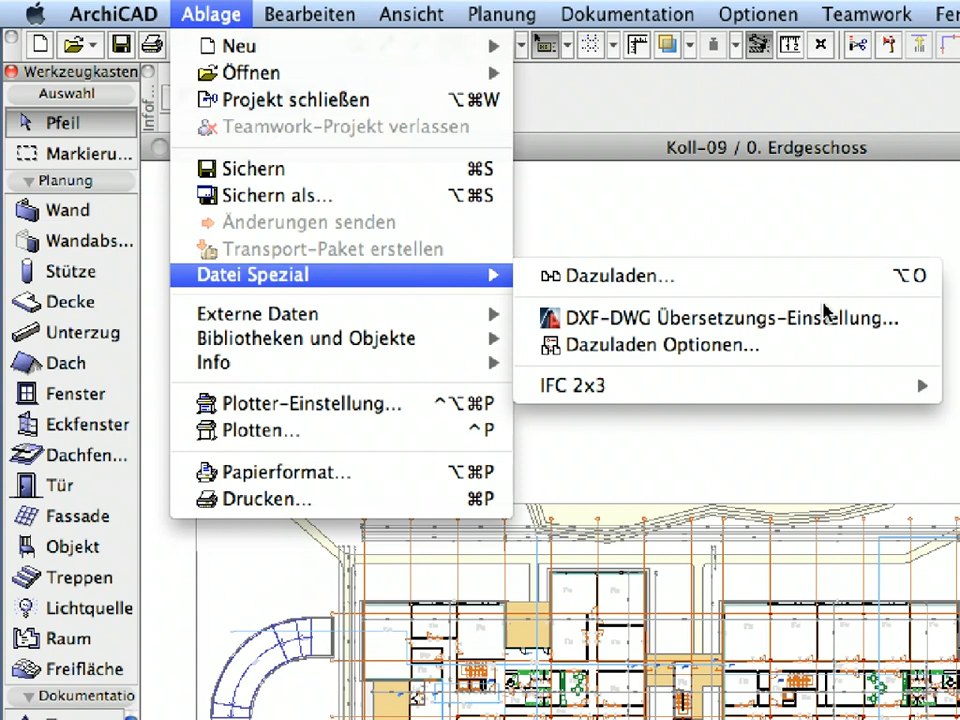 ArchiCAD Ablage Bearbeiten Ansicht Planung Dokumentation Optionen Teamwork
Werkzeugkasten
Auswahl
Pfeil
Markieru...
Planung
Wand
Wandabs...
Stütze
Decke
Unterzug
Dach
Fenster
Eckfenster
Dachfen...
Tür
Fassade
Objekt
Treppen
Lichtquelle
Raum
Freifläche
Dokumentatio
Neu
Öffnen
Projekt schließen ⌥⌘W
Teamwork-Projekt verlassen
Sichern ⌘S
Sichern als... ⌥⌘S
Änderungen senden
Transport-Paket erstellen
Datei Spezial
Externe Daten
Bibliotheken und Objekte
Info
Plotter-Einstellung... ^⌥⌘P
Plotten... ^P
Papierformat... ⌥⌘P
Drucken... ⌘P
Koll-09 / 0. Erdgeschoss
Dazuladen... ⌥O
DXF-DWG Übersetzungs-Einstellung...
Dazuladen Optionen...
IFC 2x3